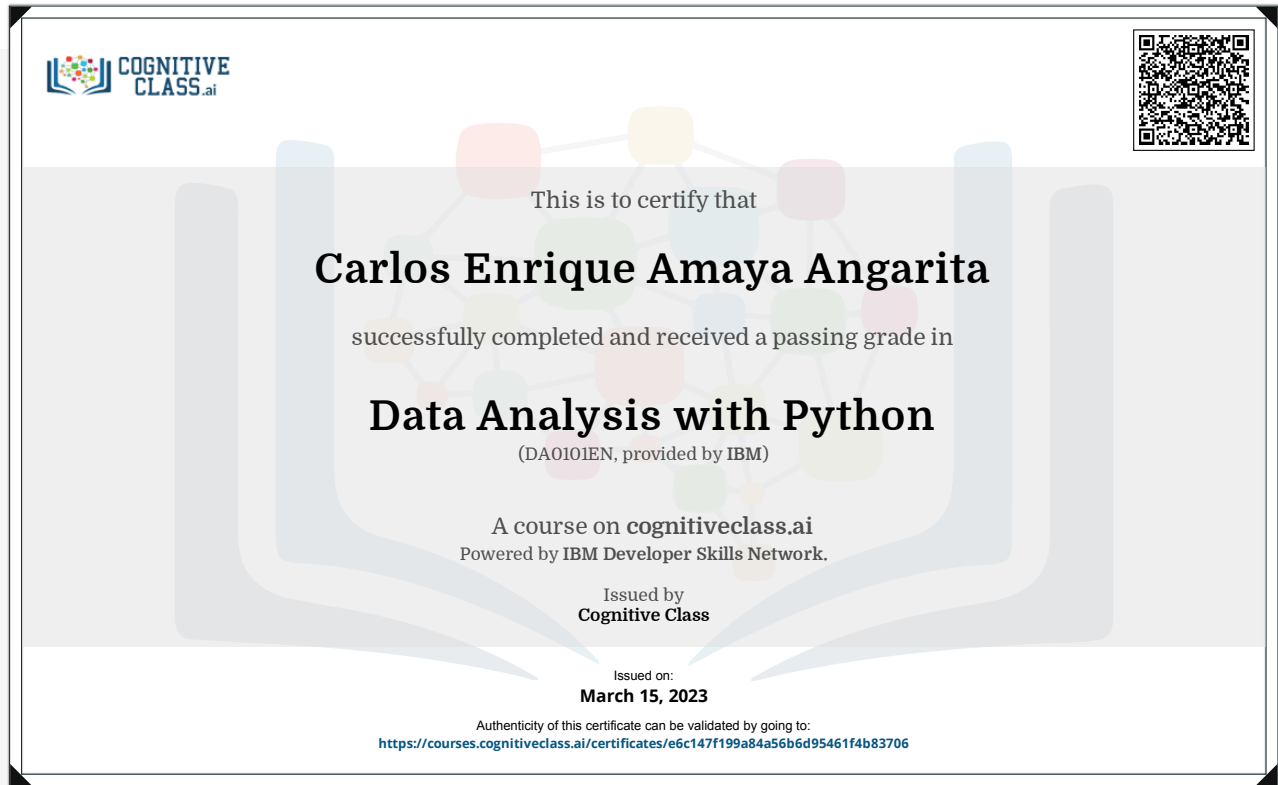 COGNITIVE
CLASS.ai
This is to certify that
Carlos Enrique Amaya Angarita
successfully completed and received a passing grade in
Data Analysis with Python
(DA0101EN, provided by IBM)
A course on cognitiveclass.ai
Powered by IBM Developer Skills Network.
Issued by
Cognitive Class
Issued on:
March 15, 2023
Authenticity of this certificate can be validated by going to:
https://courses.cognitiveclass.ai/certificates/e6c147f199a84a56b6d95461f4b83706